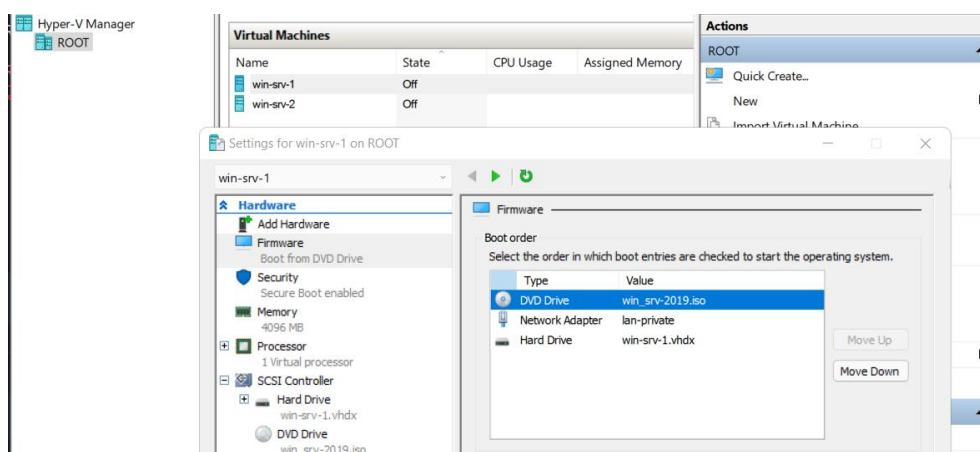 Hyper-V Manager
ROOT
Virtual Machines
Name State CPU Usage Assigned Memory
win-srv-1 Off
win-srv-2 Off
Actions
ROOT
Quick Create...
New
Import Virtual Machine
Settings for win-srv-1 on ROOT
win-srv-1
Hardware
Add Hardware
Firmware
Boot from DVD Drive
Security
Secure Boot enabled
Memory
4096 MB
Processor
1 Virtual processor
SCSI Controller
Hard Drive
win-srv-1.vhdx
DVD Drive
win_srv-2019.iso
Firmware
Boot order
Select the order in which boot entries are checked to start the operating system.
Type Value
DVD Drive win_srv-2019.iso
Network Adapter lan-private
Hard Drive win-srv-1.vhdx
Move Up
Move Down